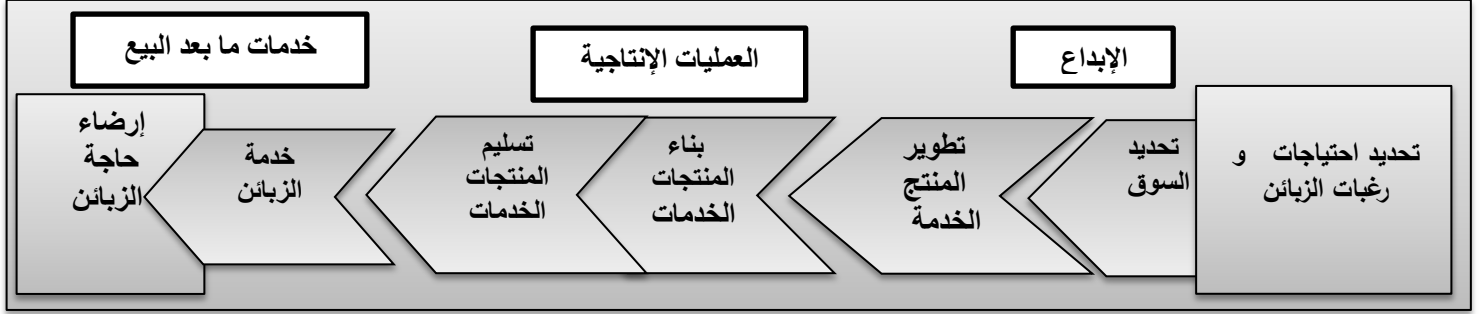 الإبداع
العمليات الإنتاجية
خدمات ما بعد البيع
تحديد احتياجات و
رغبات الزبائن
تحديد
السوق
تطوير
المنتج
الخدمة
بناء
المنتجات
الخدمات
تسليم
المنتجات
الخدمات
خدمة
الزبائن
إرضاء
حاجة
الزبائن